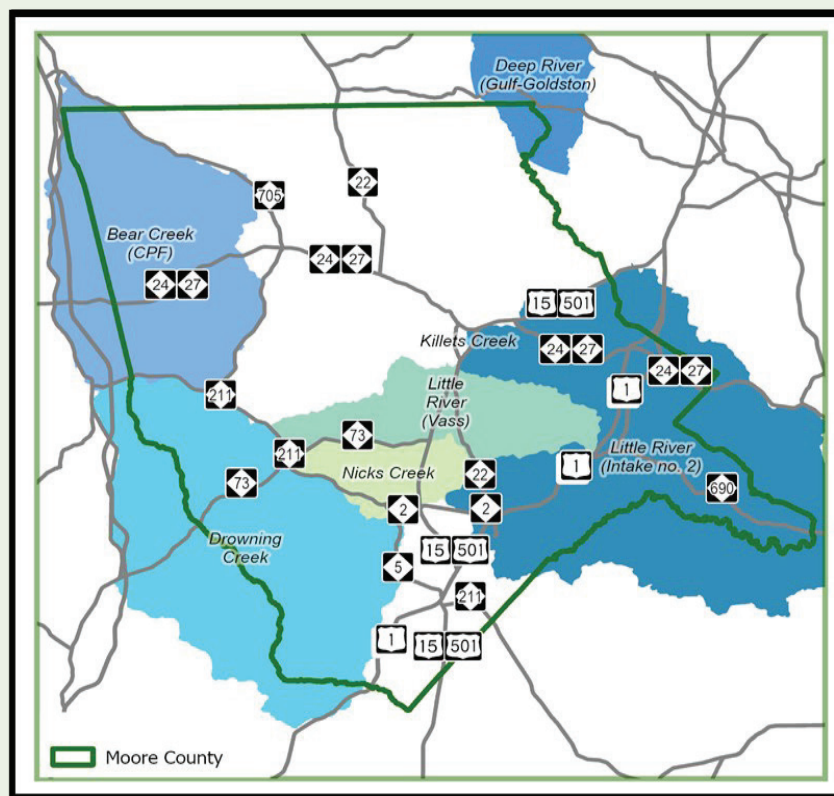 Deep River
(Gulf-Goldston)
22
705
Bear Creek
(CPF)
24 27
24 27
15 501
Killets Creek
24 27
24 27
1
Little
River
(Vass)
211
73
211
Nicks Creek
73
22
1
Little River
(Intake no. 2)
690
2
2
Drowning
Creek
15 501
5
211
1
15 501
Moore County